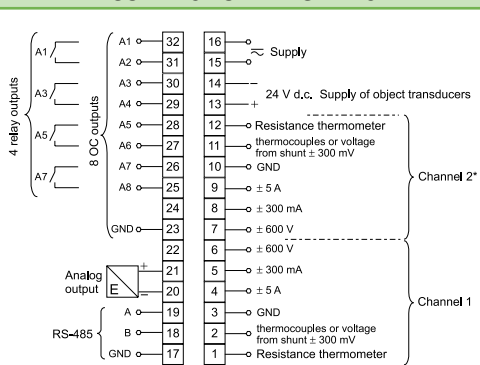 A1 32 16
A2 31 15 Supply
A1
A3 30 14 –
24 V d.c. Supply of object transducers
A3
A4 29 13 +
A5 28 12 Resistance thermometer
A5
A6 27 11 thermocouples or voltage
from shunt ± 300 mV
A7 26 10 GND
A7
A8 25 9 ± 5 A
Channel 2*
24 8 ± 300 mA
GND 23 7 ± 600 V
4 relay outputs
8 OC outputs
22 6 ± 600 V
Analog
output
E
+ 21 5 ± 300 mA
– 20 4 ± 5 A
Channel 1
A 19 3 GND
RS-485
B 18 2 thermocouples or voltage
from shunt ± 300 mV
GND 17 1 Resistance thermometer